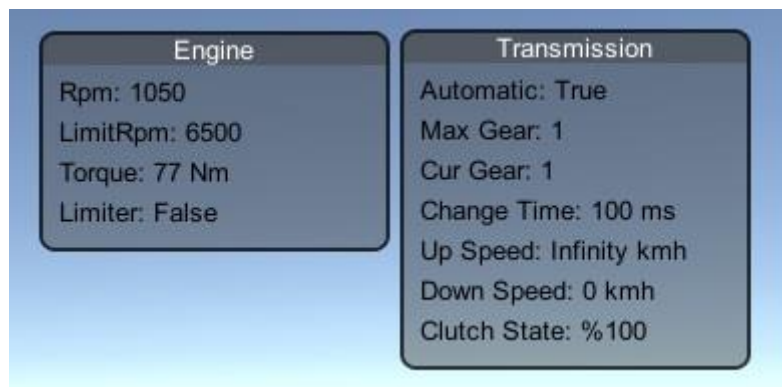 Engine
Rpm: 1050
LimitRpm: 6500
Torque: 77 Nm
Limiter: False
Transmission
Automatic: True
Max Gear: 1
Cur Gear: 1
Change Time: 100 ms
Up Speed: Infinity kmh
Down Speed: 0 kmh
Clutch State: %100